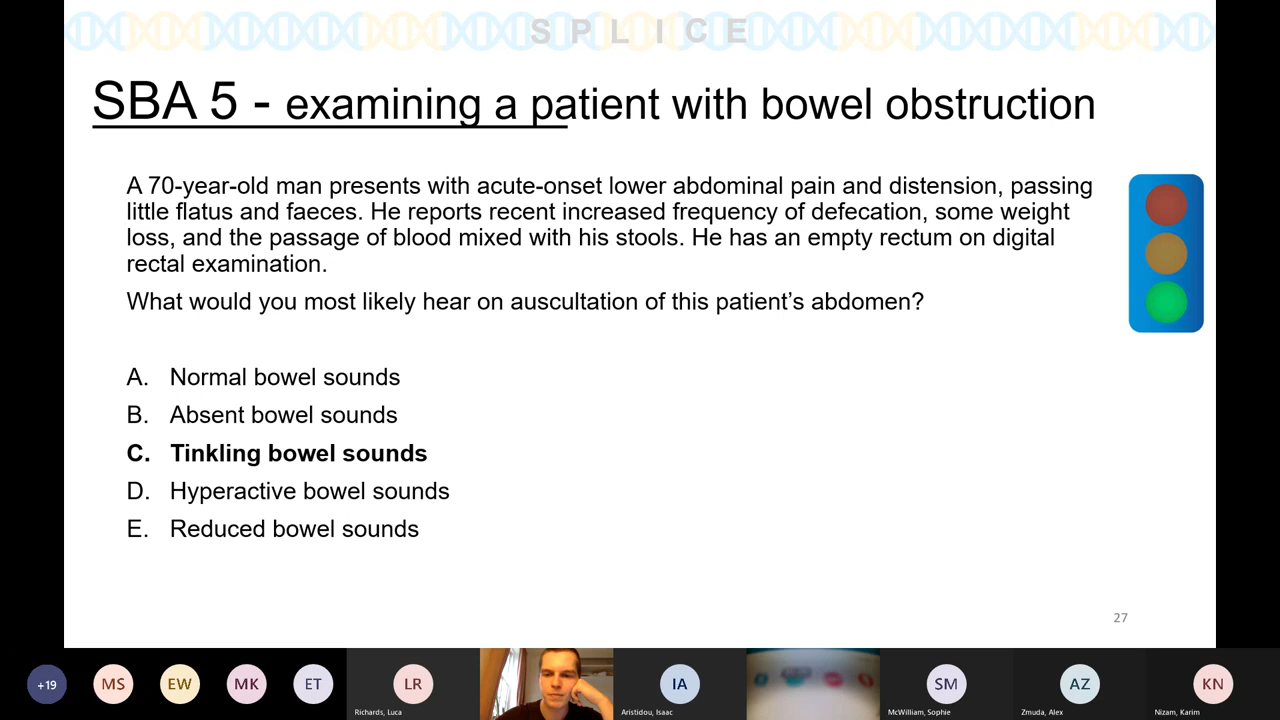 SPLICE
SBA 5 - examining a patient with bowel obstruction
A 70-year-old man presents with acute-onset lower abdominal pain and distension, passing
little flatus and faeces. He reports recent increased frequency of defecation, some weight
loss, and the passage of blood mixed with his stools. He has an empty rectum on digital
rectal examination.
What would you most likely hear on auscultation of this patient’s abdomen?
A. Normal bowel sounds
B. Absent bowel sounds
C. Tinkling bowel sounds
D. Hyperactive bowel sounds
E. Reduced bowel sounds
27
+19 MS EW MK ET LR IA SM AZ KN
Richards, Luca Aristidou, Isaac McWilliam, Sophie Zmuda, Alex Nizam, Karim